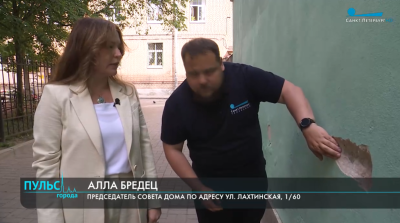 САНКТ-ПЕТЕРБУРГ
ПУЛЬС
города
АЛЛА БРЕДЕЦ
ПРЕДСЕДАТЕЛЬ СОВЕТА ДОМА ПО АДРЕСУ УЛ. ЛАХТИНСКАЯ, 1/60